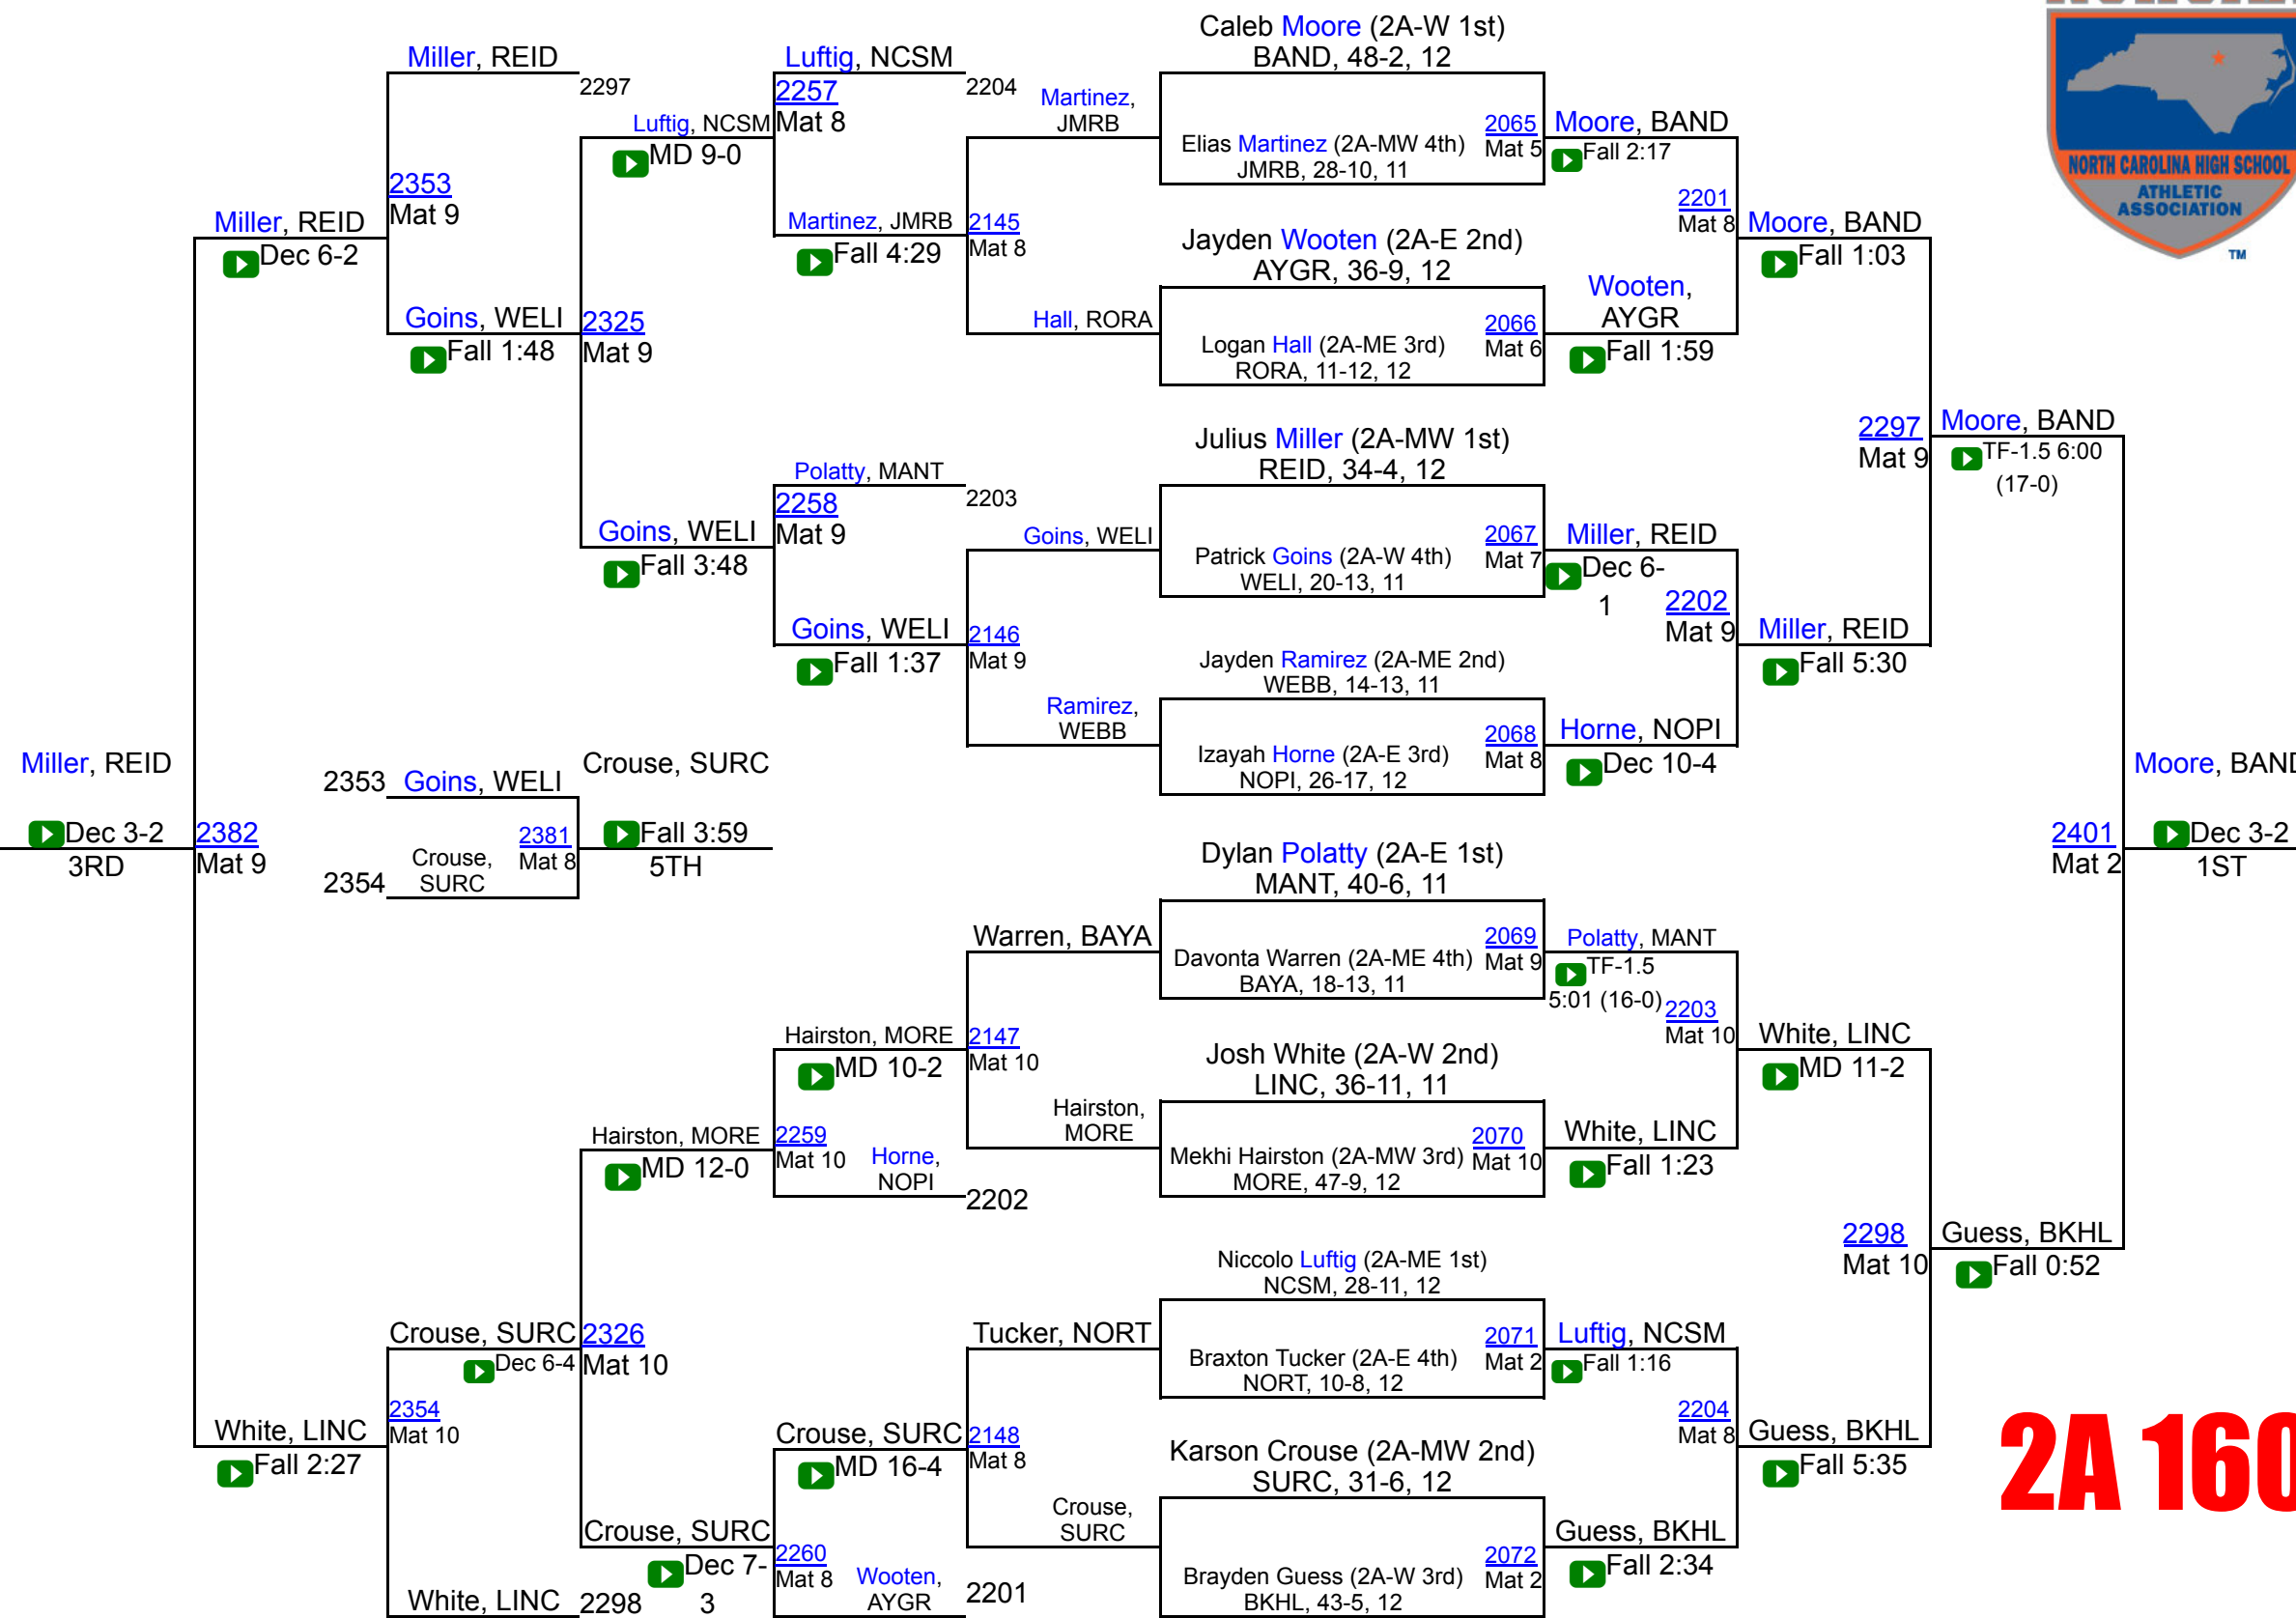 Miller, REID
2297
2353
Mat 9
Miller, REID
Dec 6-2
Goins, WELI
Fall 1:48
2325
Mat 9
Luftig, NCSM
MD 9-0
Luftig, NCSM
2204
2257
Mat 8
Martinez, JMRB
Fall 4:29
2145
Mat 8
Martinez,
JMRB
Hall, RORA
Polatty, MANT
2203
2258
Mat 9
Goins, WELI
Fall 3:48
Goins, WELI
Fall 1:37
2146
Mat 9
Goins, WELI
Ramirez,
WEBB
Miller, REID
Dec 3-2
3RD
2382
Mat 9
2353
Goins, WELI
2354
Crouse,
SURC
2381
Mat 8
Crouse, SURC
Fall 3:59
5TH
Warren, BAYA
Hairston, MORE
MD 10-2
2147
Mat 10
Hairston,
MORE
Hairston, MORE
MD 12-0
2259
Mat 10
Horne,
NOPI
2202
Crouse, SURC
Dec 6-4
2326
Mat 10
White, LINC
Fall 2:27
2354
Mat 10
White, LINC
2298
Crouse, SURC
Dec 7-
3
2260
Mat 8
Wooten,
AYGR
2201
Crouse, SURC
MD 16-4
2148
Mat 8
Tucker, NORT
Crouse,
SURC
Caleb Moore (2A-W 1st)
BAND, 48-2, 12
Elias Martinez (2A-MW 4th)
JMRB, 28-10, 11
2065
Mat 5
Moore, BAND
Fall 2:17
Jayden Wooten (2A-E 2nd)
AYGR, 36-9, 12
Logan Hall (2A-ME 3rd)
RORA, 11-12, 12
2066
Mat 6
Wooten,
AYGR
Fall 1:59
2201
Mat 8
Moore, BAND
Fall 1:03
Julius Miller (2A-MW 1st)
REID, 34-4, 12
Patrick Goins (2A-W 4th)
WELI, 20-13, 11
2067
Mat 7
Miller, REID
Dec 6-
1
Jayden Ramirez (2A-ME 2nd)
WEBB, 14-13, 11
Izayah Horne (2A-E 3rd)
NOPI, 26-17, 12
2068
Mat 8
Horne, NOPI
Dec 10-4
2202
Mat 9
Miller, REID
Fall 5:30
2297
Mat 9
Moore, BAND
TF-1.5 6:00
(17-0)
Dylan Polatty (2A-E 1st)
MANT, 40-6, 11
Davonta Warren (2A-ME 4th)
BAYA, 18-13, 11
2069
Mat 9
Polatty, MANT
TF-1.5
5:01 (16-0)
Josh White (2A-W 2nd)
LINC, 36-11, 11
Mekhi Hairston (2A-MW 3rd)
MORE, 47-9, 12
2070
Mat 10
White, LINC
Fall 1:23
2203
Mat 10
White, LINC
MD 11-2
Niccolo Luftig (2A-ME 1st)
NCSM, 28-11, 12
Braxton Tucker (2A-E 4th)
NORT, 10-8, 12
2071
Mat 2
Luftig, NCSM
Fall 1:16
Karson Crouse (2A-MW 2nd)
SURC, 31-6, 12
Brayden Guess (2A-W 3rd)
BKHL, 43-5, 12
2072
Mat 2
Guess, BKHL
Fall 2:34
2204
Mat 8
Guess, BKHL
Fall 5:35
2298
Mat 10
Guess, BKHL
Fall 0:52
2401
Mat 2
Moore, BAND
Dec 3-2
1ST
NORTH CAROLINA HIGH SCHOOL
ATHLETIC
ASSOCIATION
TM
2A 160